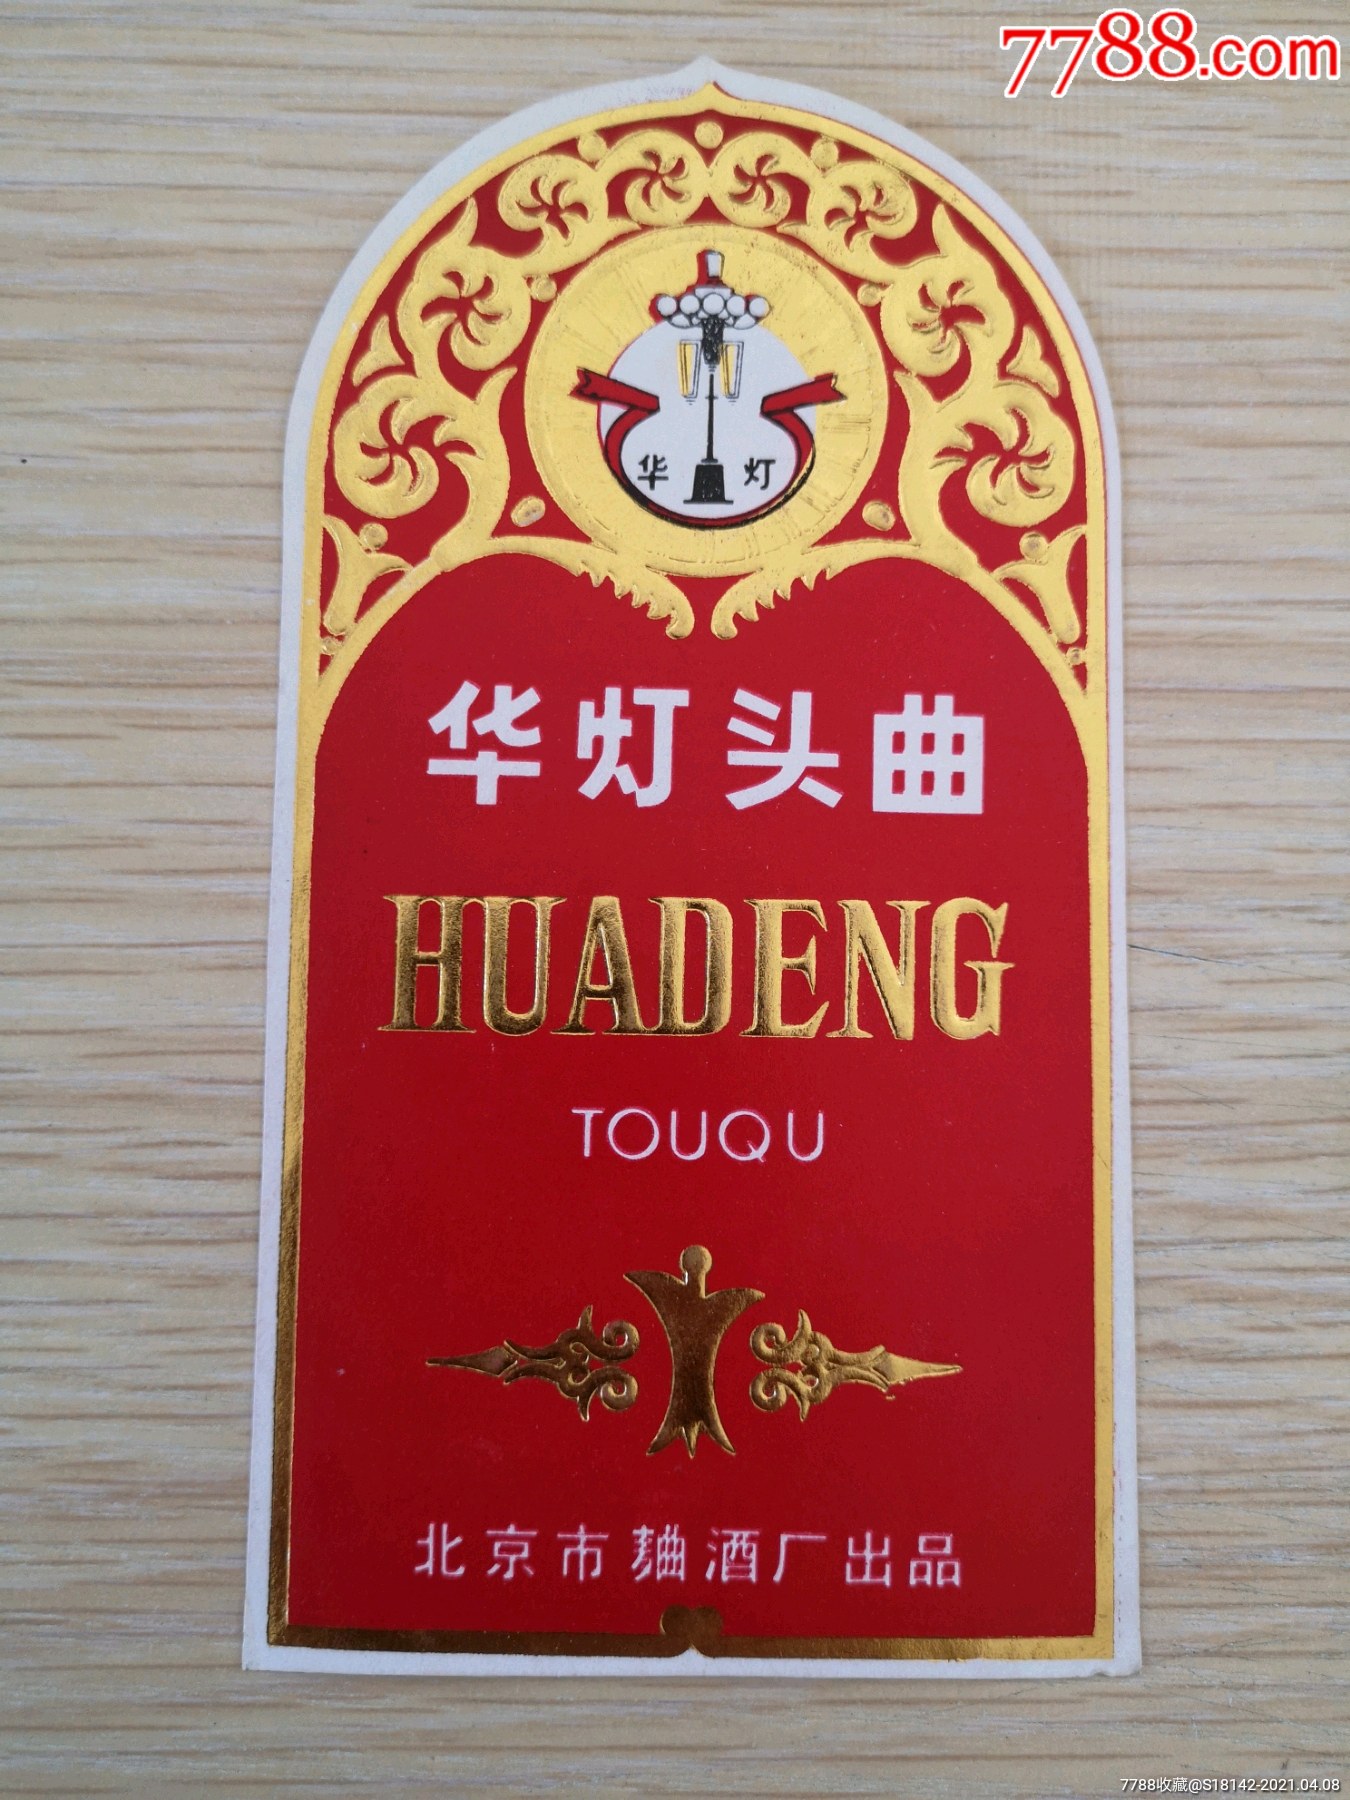 7788.com
华 灯
华灯头曲
HUADENG
TOUQU
北京市麯酒厂出品
7788收藏@S18142-2021.04.08